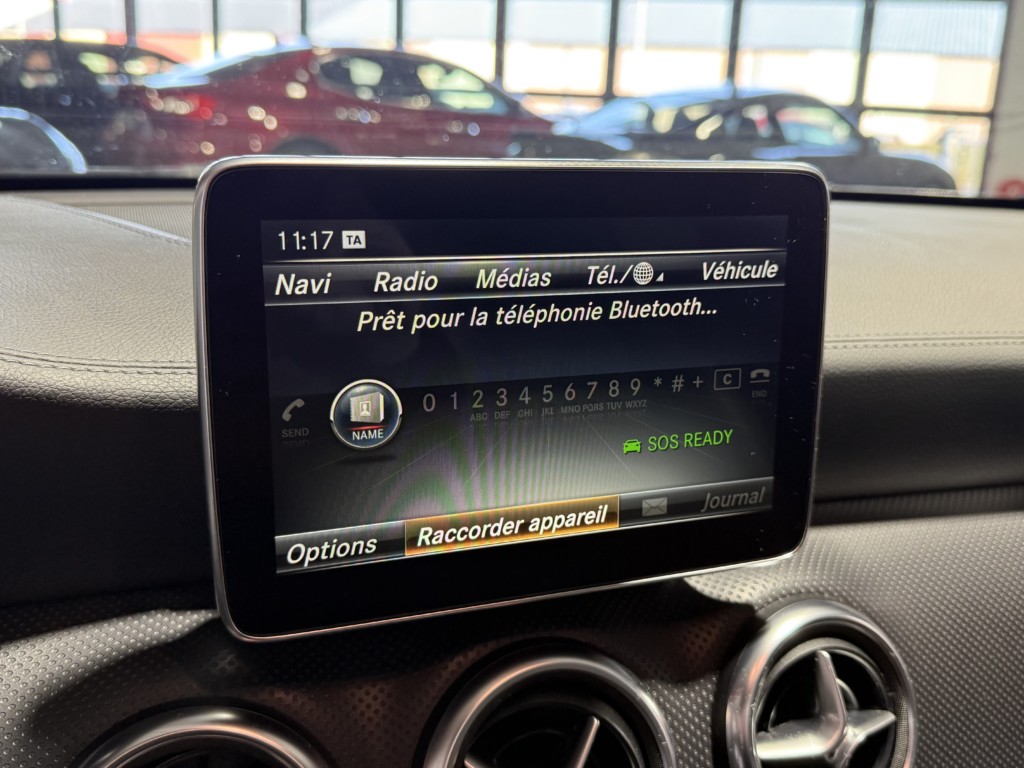 11:17 TA
Navi Radio Médias Tél./ Véhicule
Prêt pour la téléphonie Bluetooth...
SEND NAME 0 1 2 3 4 5 6 7 8 9 * # + C END
ABC DEF GHI JKL MNO PQRS TUV WXYZ
SOS READY
Options Raccorder appareil Journal